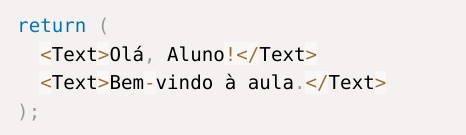 return (
  <Text>Olá, Aluno!</Text>
  <Text>Bem-vindo à aula.</Text>
);